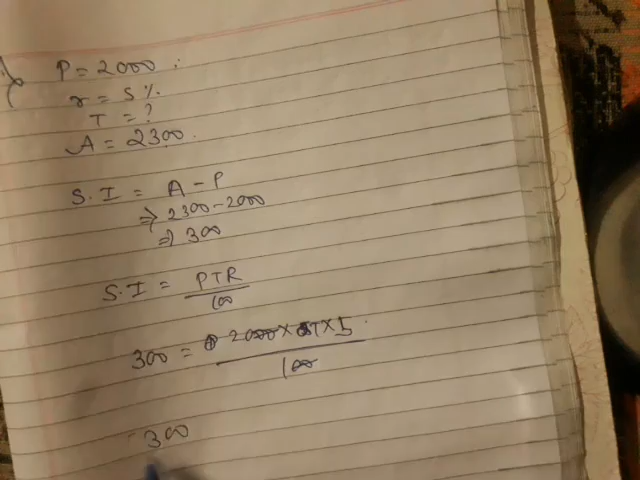 P = 2000
r = 5 %.
T = ?
A = 2300.
S.I = A - P
⇒ 2300 - 2000
⇒ 300
S.I = PTR / 100
300 = 2000 × T × 5 / 100
300